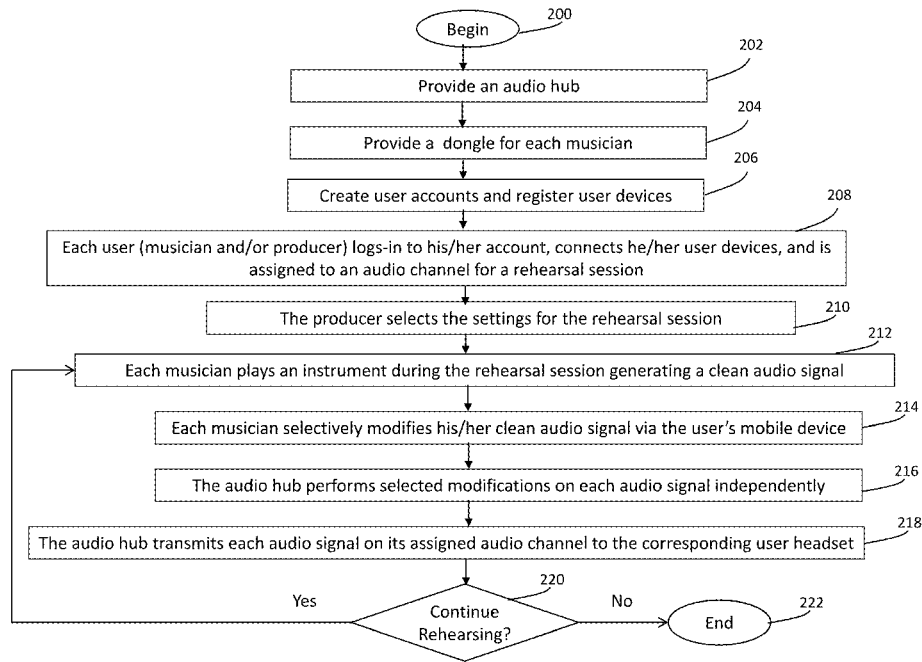 Begin
200
202
Provide an audio hub
204
Provide a dongle for each musician
206
Create user accounts and register user devices
208
Each user (musician and/or producer) logs-in to his/her account, connects he/her user devices, and is
assigned to an audio channel for a rehearsal session
210
The producer selects the settings for the rehearsal session
212
Each musician plays an instrument during the rehearsal session generating a clean audio signal
214
Each musician selectively modifies his/her clean audio signal via the user's mobile device
216
The audio hub performs selected modifications on each audio signal independently
218
The audio hub transmits each audio signal on its assigned audio channel to the corresponding user headset
220
Yes
Continue
Rehearsing?
No
End
222